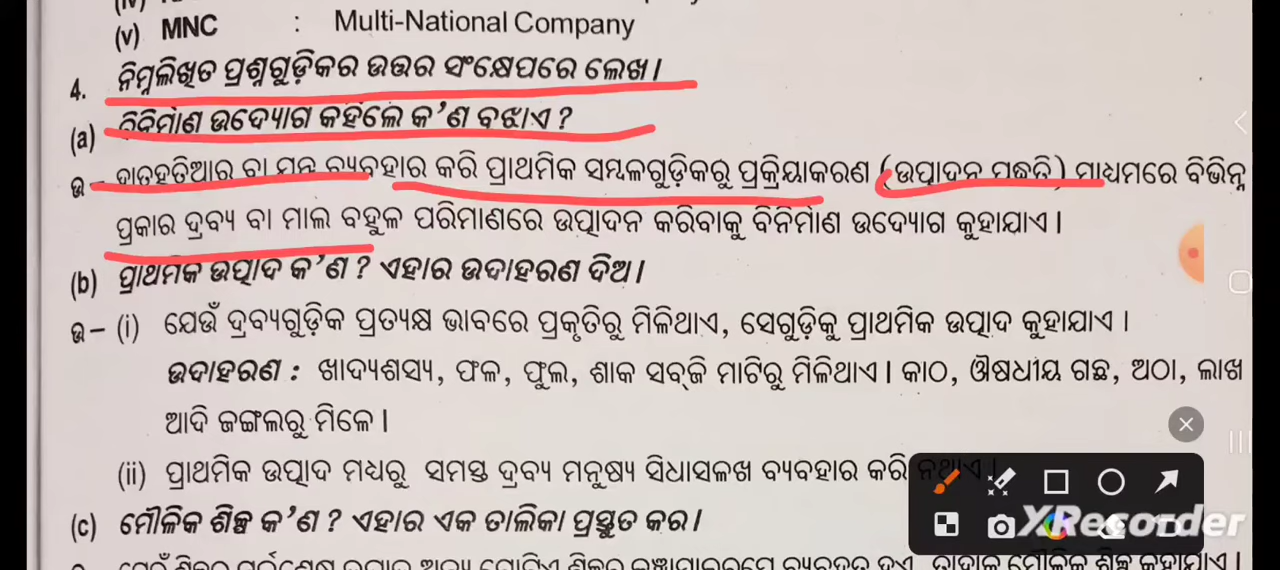 (v) MNC : Multi-National Company
4. ନିମ୍ନଲିଖିତ ପ୍ରଶ୍ନଗୁଡ଼ିକର ଉତ୍ତର ସଂକ୍ଷେପରେ ଲେଖ।
(a) ବିନିର୍ମାଣ ଉଦ୍ୟୋଗ କହିଲେ କ'ଣ ବୁଝାଏ ?
ଉ– ହାତହତିଆର ବା ଯନ୍ତ୍ର ବ୍ୟବହାର କରି ପ୍ରାଥମିକ ସମ୍ବଳଗୁଡ଼ିକରୁ ପ୍ରକ୍ରିୟାକରଣ (ଉତ୍ପାଦନ ପଦ୍ଧତି) ମାଧ୍ୟମରେ ବିଭିନ୍ନ
ପ୍ରକାର ଦ୍ରବ୍ୟ ବା ମାଲ ବହୁଳ ପରିମାଣରେ ଉତ୍ପାଦନ କରିବାକୁ ବିନିର୍ମାଣ ଉଦ୍ୟୋଗ କୁହାଯାଏ।
(b) ପ୍ରାଥମିକ ଉତ୍ପାଦ କ'ଣ ? ଏହାର ଉଦାହରଣ ଦିଅ।
ଉ– (i) ଯେଉଁ ଦ୍ରବ୍ୟଗୁଡ଼ିକ ପ୍ରତ୍ୟକ୍ଷ ଭାବରେ ପ୍ରକୃତିରୁ ମିଳିଥାଏ, ସେଗୁଡ଼ିକୁ ପ୍ରାଥମିକ ଉତ୍ପାଦ କୁହାଯାଏ।
ଉଦାହରଣ : ଖାଦ୍ୟଶସ୍ୟ, ଫଳ, ଫୁଲ, ଶାକ ସବ୍‌ଜି ମାଟିରୁ ମିଳିଥାଏ। କାଠ, ଔଷଧୀୟ ଗଛ, ଅଠା, ଲାଖ
ଆଦି ଜଙ୍ଗଲରୁ ମିଳେ।
(ii) ପ୍ରାଥମିକ ଉତ୍ପାଦ ମଧ୍ୟରୁ ସମସ୍ତ ଦ୍ରବ୍ୟ ମନୁଷ୍ୟ ସିଧାସଳଖ ବ୍ୟବହାର କରି ନଥାଏ।
(c) ମୌଳିକ ଶିଳ୍ପ କ'ଣ ? ଏହାର ଏକ ତାଲିକା ପ୍ରସ୍ତୁତ କର।
XRecorder